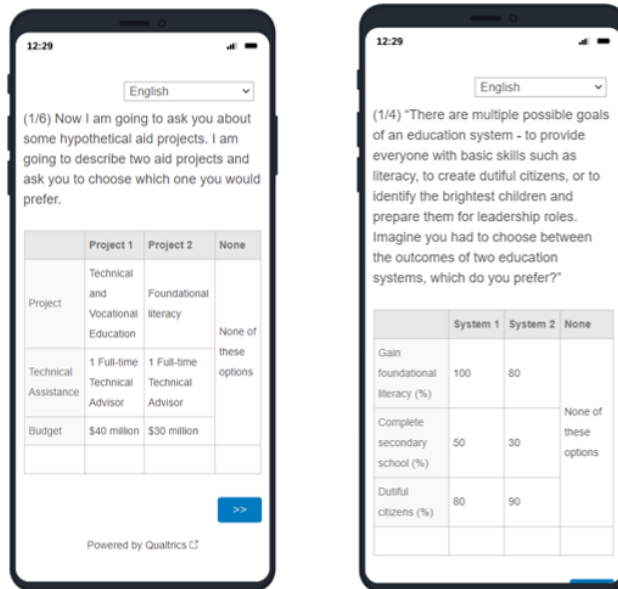 12:29
English
(1/6) Now I am going to ask you about
some hypothetical aid projects. I am
going to describe two aid projects and
ask you to choose which one you would
prefer.
Project 1 Project 2 None
Project
Technical
and
Vocational
Education
Foundational
literacy
None of
these
options
Technical
Assistance
1 Full-time
Technical
Advisor
1 Full-time
Technical
Advisor
Budget $40 million $30 million
>>
Powered by Qualtrics
12:29
English
(1/4) “There are multiple possible goals
of an education system - to provide
everyone with basic skills such as
literacy, to create dutiful citizens, or to
identify the brightest children and
prepare them for leadership roles.
Imagine you had to choose between
the outcomes of two education
systems, which do you prefer?”
System 1 System 2 None
Gain
foundational
literacy (%)
100 80
None of
these
options
Complete
secondary
school (%)
50 30
Dutiful
citizens (%)
80 90